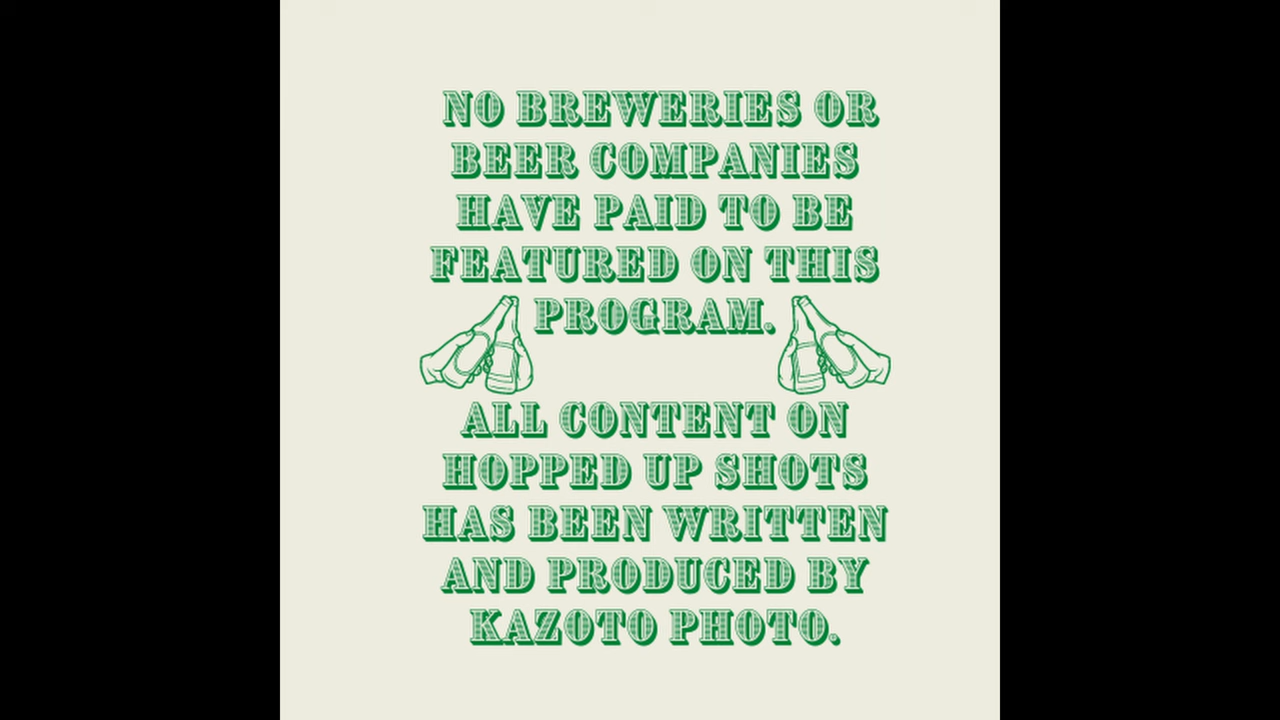 NO BREWERIES OR
BEER COMPANIES
HAVE PAID TO BE
FEATURED ON THIS
PROGRAM.
ALL CONTENT ON
HOPPED UP SHOTS
HAS BEEN WRITTEN
AND PRODUCED BY
KAZOTO PHOTO.